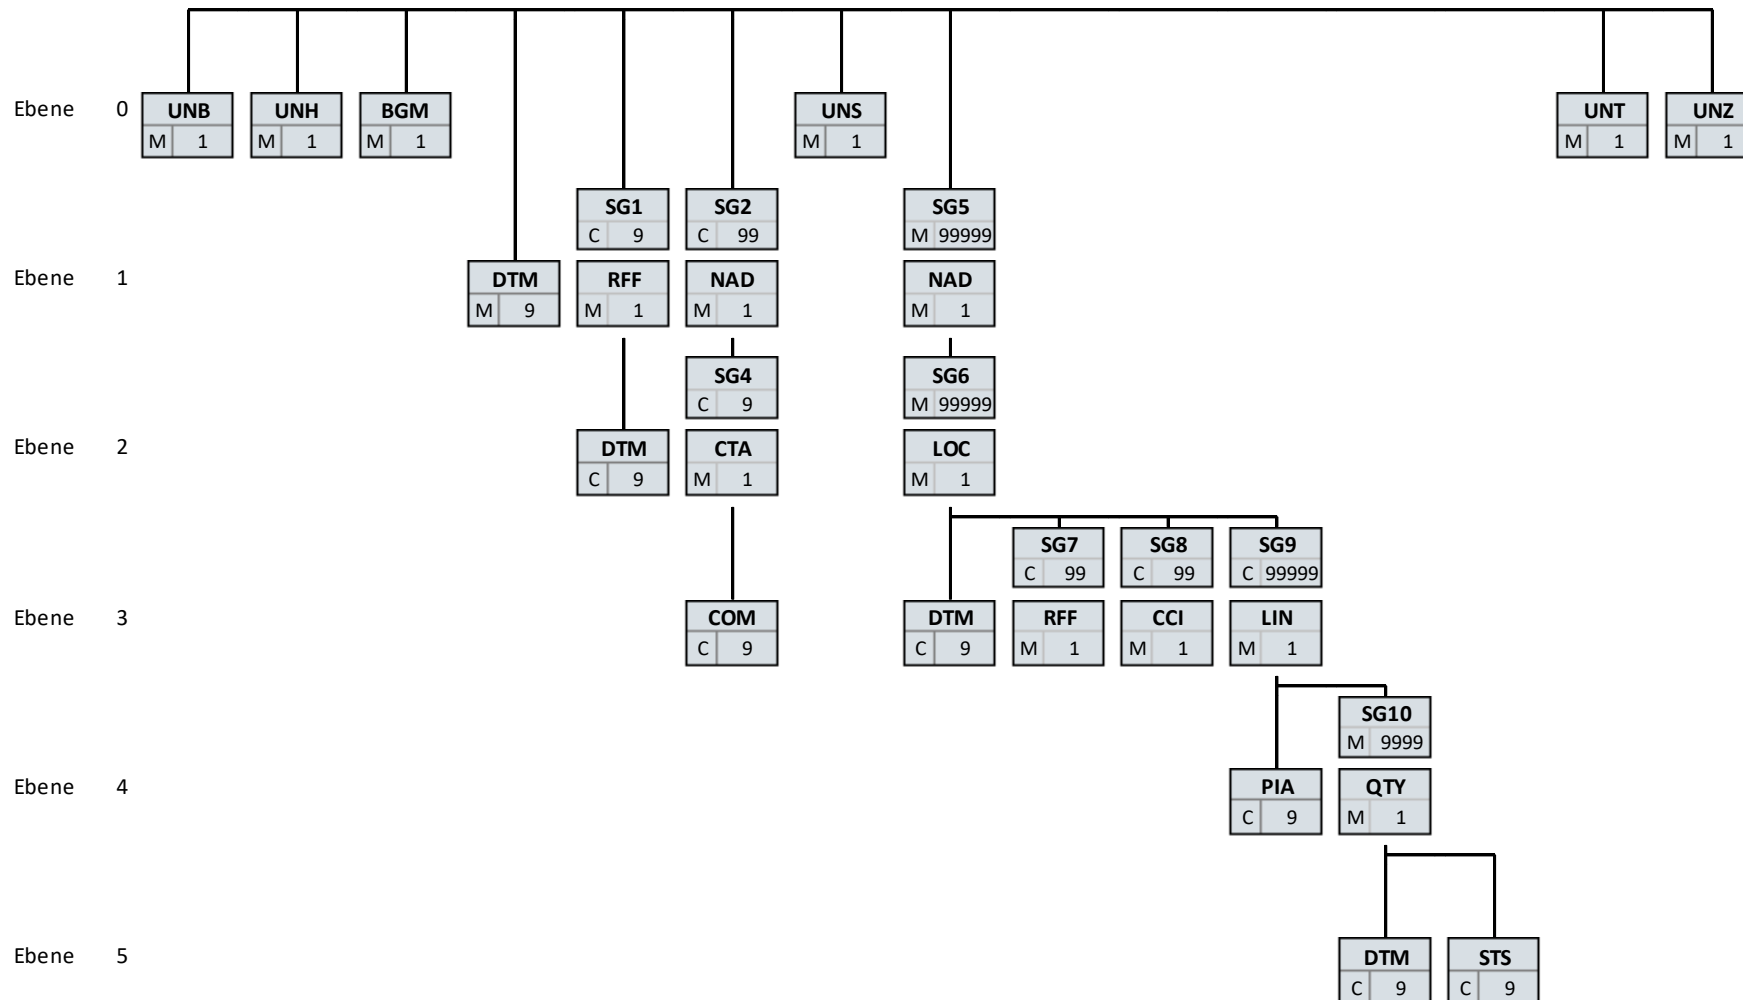 Ebene 0 UNB UNH BGM UNS UNT UNZ
M 1 M 1 M 1 M 1 M 1 M 1
SG1 SG2 SG5
C 9 C 99 M 99999
Ebene 1 DTM RFF NAD NAD
M 9 M 1 M 1 M 1
SG4 SG6
C 9 M 99999
Ebene 2 DTM CTA LOC
C 9 M 1 M 1
SG7 SG8 SG9
C 99 C 99 C 99999
Ebene 3 COM DTM RFF CCI LIN
C 9 C 9 M 1 M 1 M 1
SG10
M 9999
Ebene 4 PIA QTY
C 9 M 1
Ebene 5 DTM STS
C 9 C 9